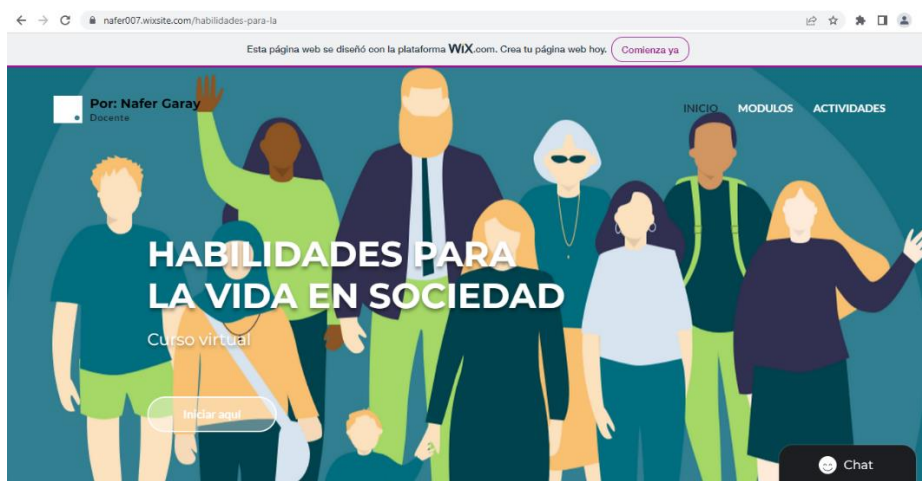 nafer007.wixsite.com/habilidades-para-la
Esta página web se diseñó con la plataforma WiX.com. Crea tu página web hoy. Comienza ya
Por: Nafer Garay
Docente
INICIO MODULOS ACTIVIDADES
HABILIDADES PARA
LA VIDA EN SOCIEDAD
Curso virtual
Iniciar aquí
Chat